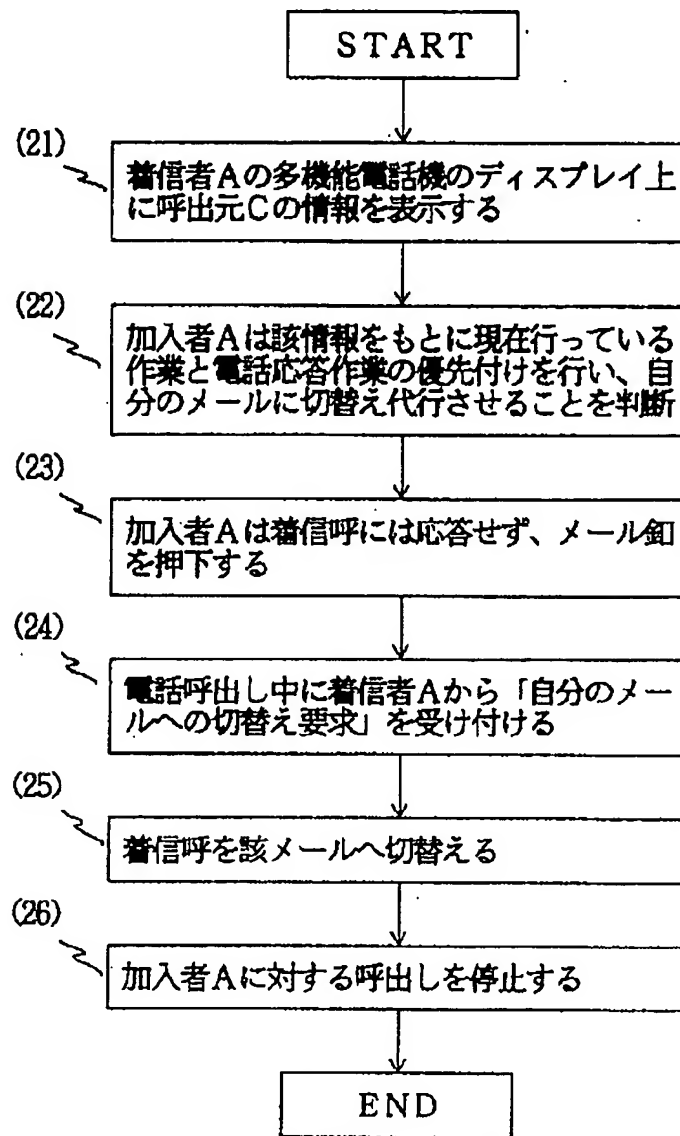 START
(21)
着信者Aの多機能電話機のディスプレイ上
に呼出元Cの情報を表示する
(22)
加入者Aは該情報をもとに現在行っている
作業と電話応答作業の優先付けを行い、自
分のメールに切替え代行させることを判断
(23)
加入者Aは着信呼には応答せず、メール釦
を押下する
(24)
電話呼出し中に着信者Aから「自分のメー
ルへの切替え要求」を受け付ける
(25)
着信呼を該メールへ切替える
(26)
加入者Aに対する呼出しを停止する
END